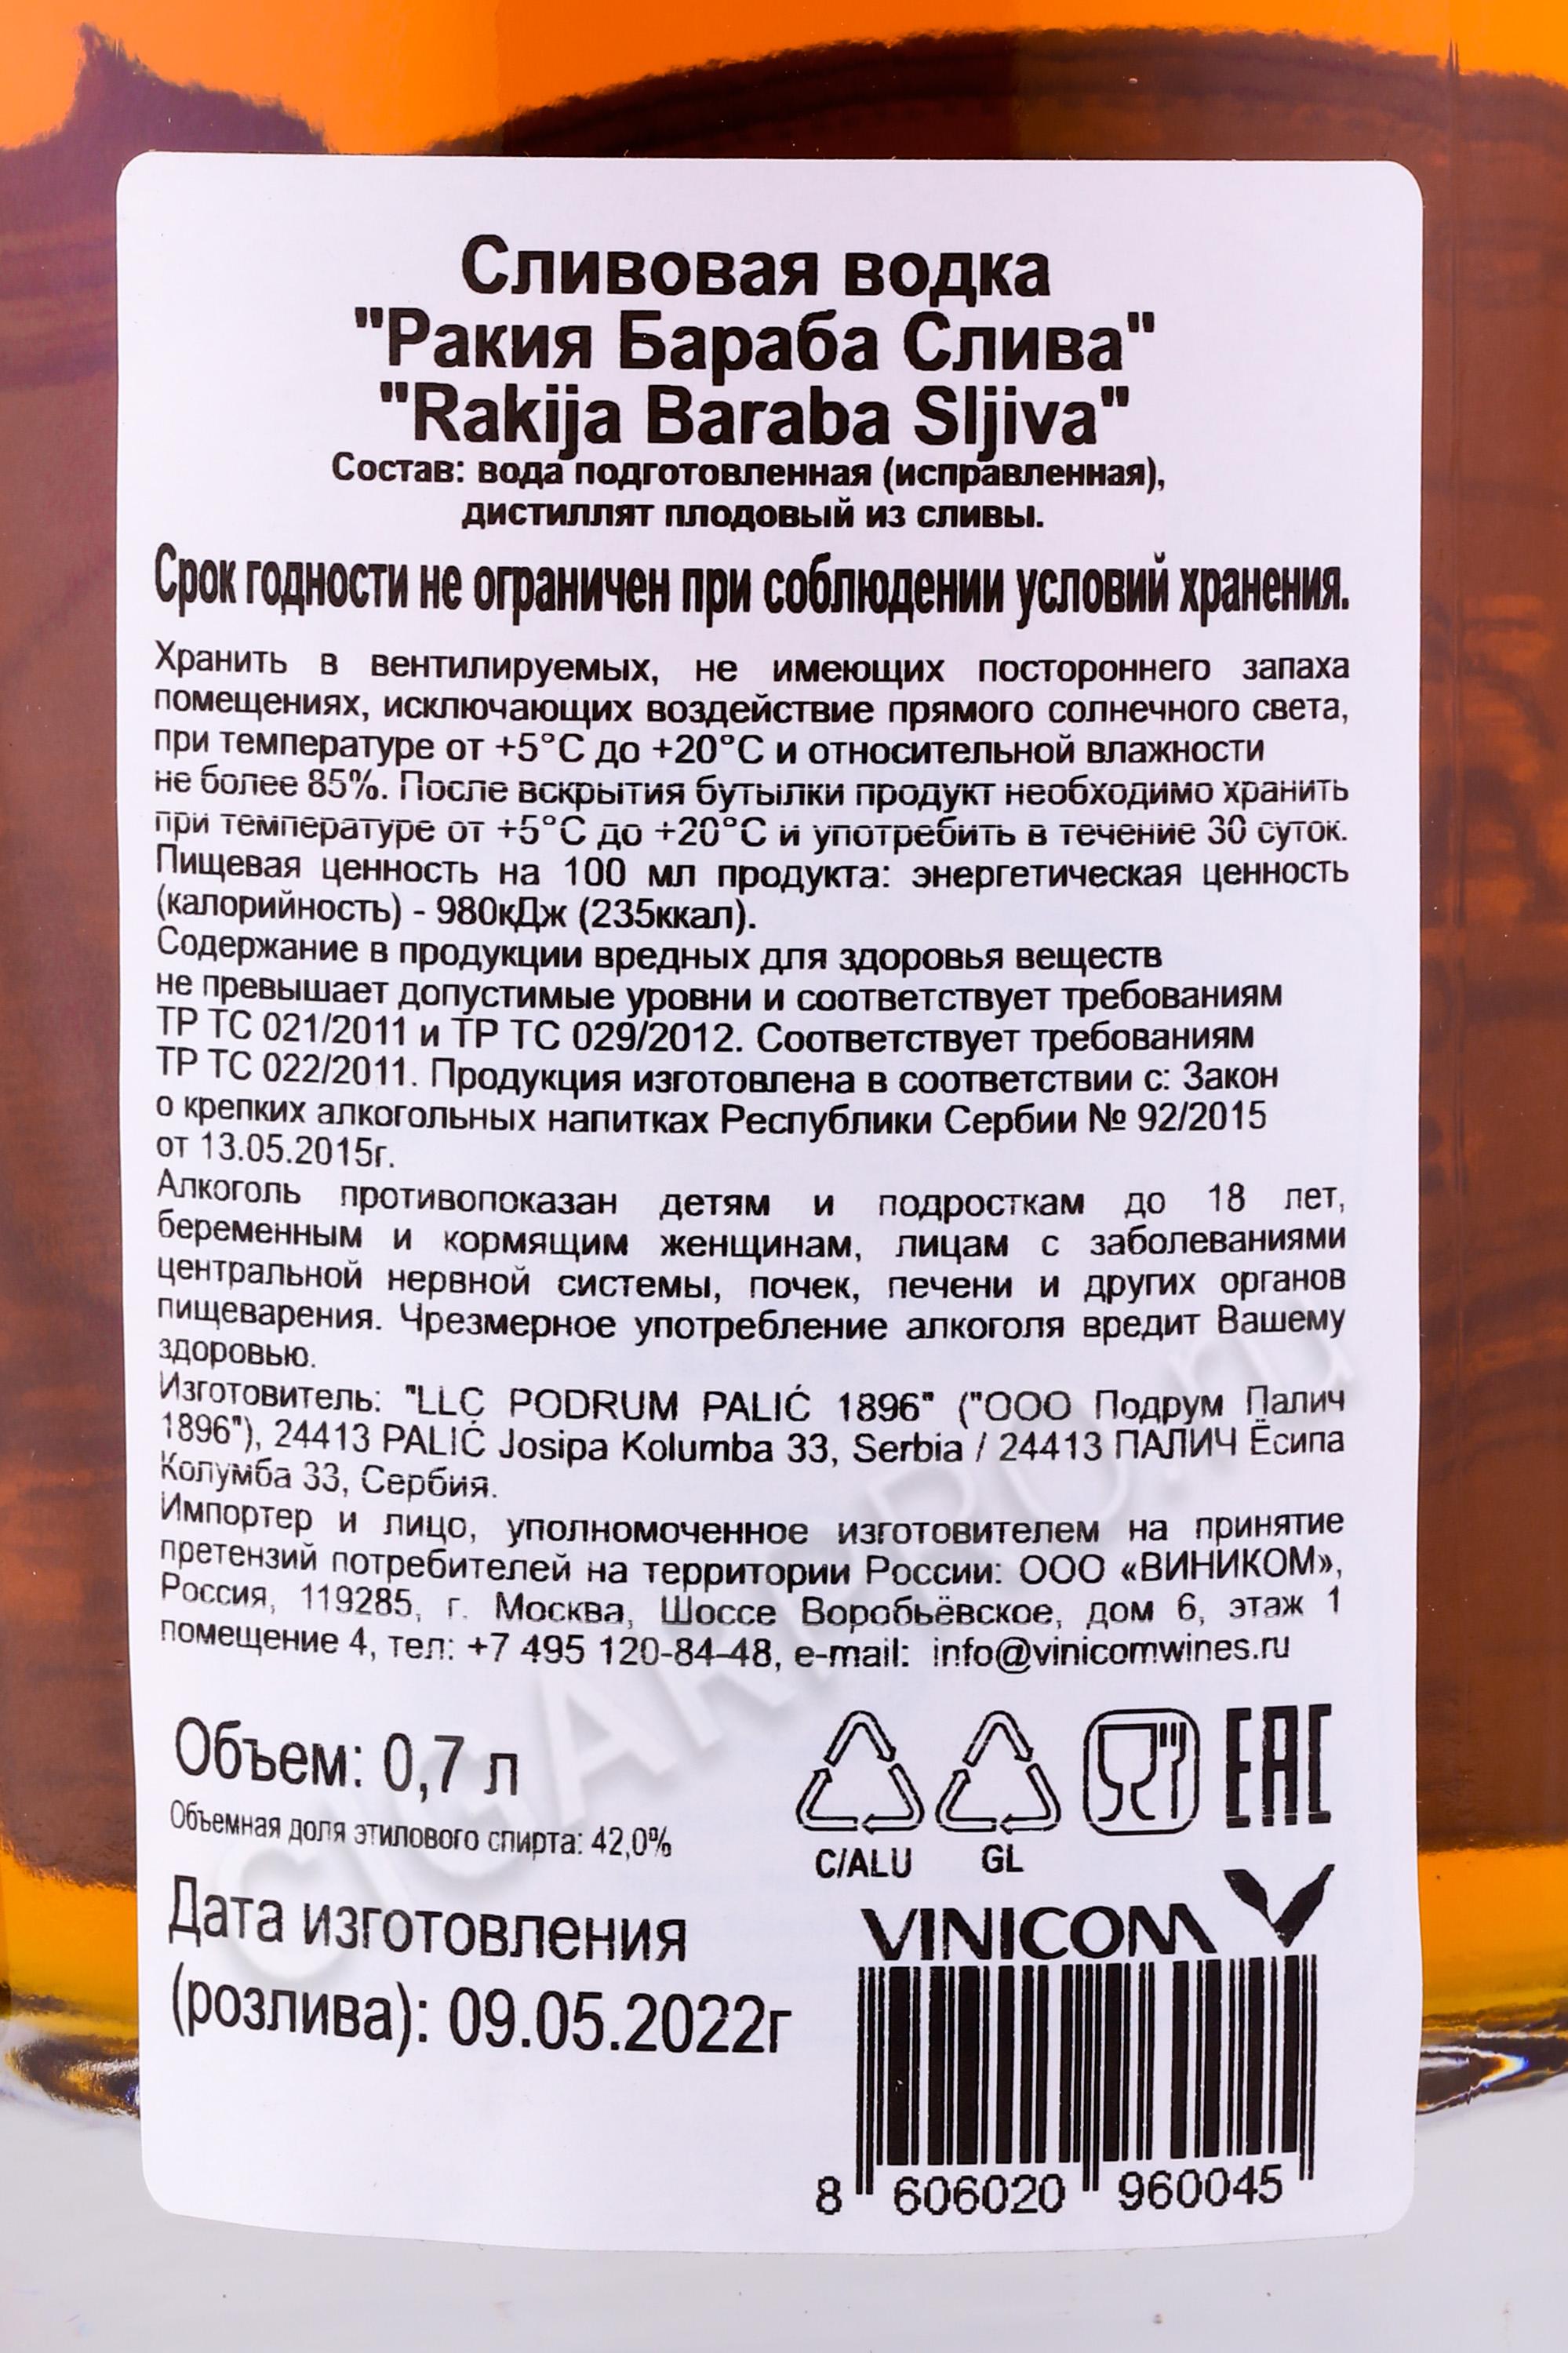 Сливовая водка
"Ракия Бараба Слива"
"Rakija Baraba Sljiva"
Состав: вода подготовленная (исправленная),
дистиллят плодовый из сливы.
Срок годности не ограничен при соблюдении условий хранения.
Хранить в вентилируемых, не имеющих постороннего запаха
помещениях, исключающих воздействие прямого солнечного света,
при температуре от +5°С до +20°С и относительной влажности
не более 85%. После вскрытия бутылки продукт необходимо хранить
при температуре от +5°С до +20°С и употребить в течение 30 суток.
Пищевая ценность на 100 мл продукта: энергетическая ценность
(калорийность) - 980кДж (235ккал).
Содержание в продукции вредных для здоровья веществ
не превышает допустимые уровни и соответствует требованиям
ТР ТС 021/2011 и ТР ТС 029/2012. Соответствует требованиям
ТР ТС 022/2011. Продукция изготовлена в соответствии с: Закон
о крепких алкогольных напитках Республики Сербии № 92/2015
от 13.05.2015г.
Алкоголь противопоказан детям и подросткам до 18 лет,
беременным и кормящим женщинам, лицам с заболеваниями
центральной нервной системы, почек, печени и других органов
пищеварения. Чрезмерное употребление алкоголя вредит Вашему
здоровью.
Изготовитель: "LLC PODRUM PALIĆ 1896" ("ООО Подрум Палич
1896"), 24413 PALIĆ Josipa Kolumba 33, Serbia / 24413 ПАЛИЧ Ёсипа
Колумба 33, Сербия.
Импортер и лицо, уполномоченное изготовителем на принятие
претензий потребителей на территории России: ООО «ВИНИКОМ»,
Россия, 119285, г. Москва, Шоссе Воробьёвское, дом 6, этаж 1
помещение 4, тел: +7 495 120-84-48, e-mail: info@vinicomwines.ru
Объем: 0,7 л
Объемная доля этилового спирта: 42,0%
Дата изготовления
(розлива): 09.05.2022г
EAC
C/ALU GL
VINICOM
8 606020 960045
CIGARPRO.ru